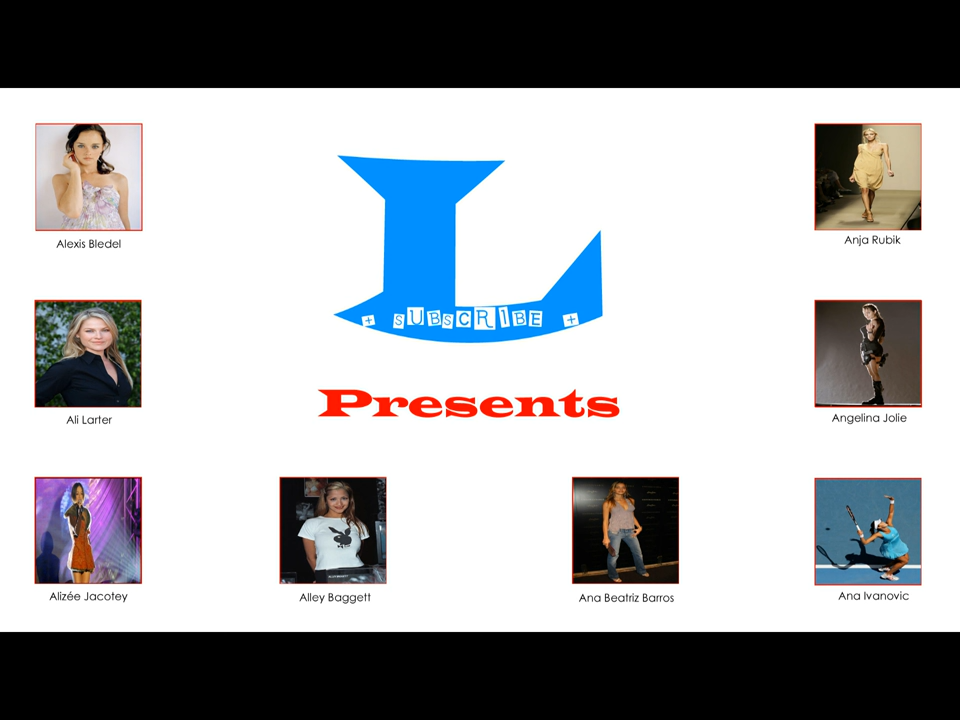 L
+ SUBSCRIBE +
Presents
Alexis Bledel
Anja Rubik
Ali Larter
Angelina Jolie
Alizée Jacotey
Alley Baggett
Ana Beatriz Barros
Ana Ivanovic